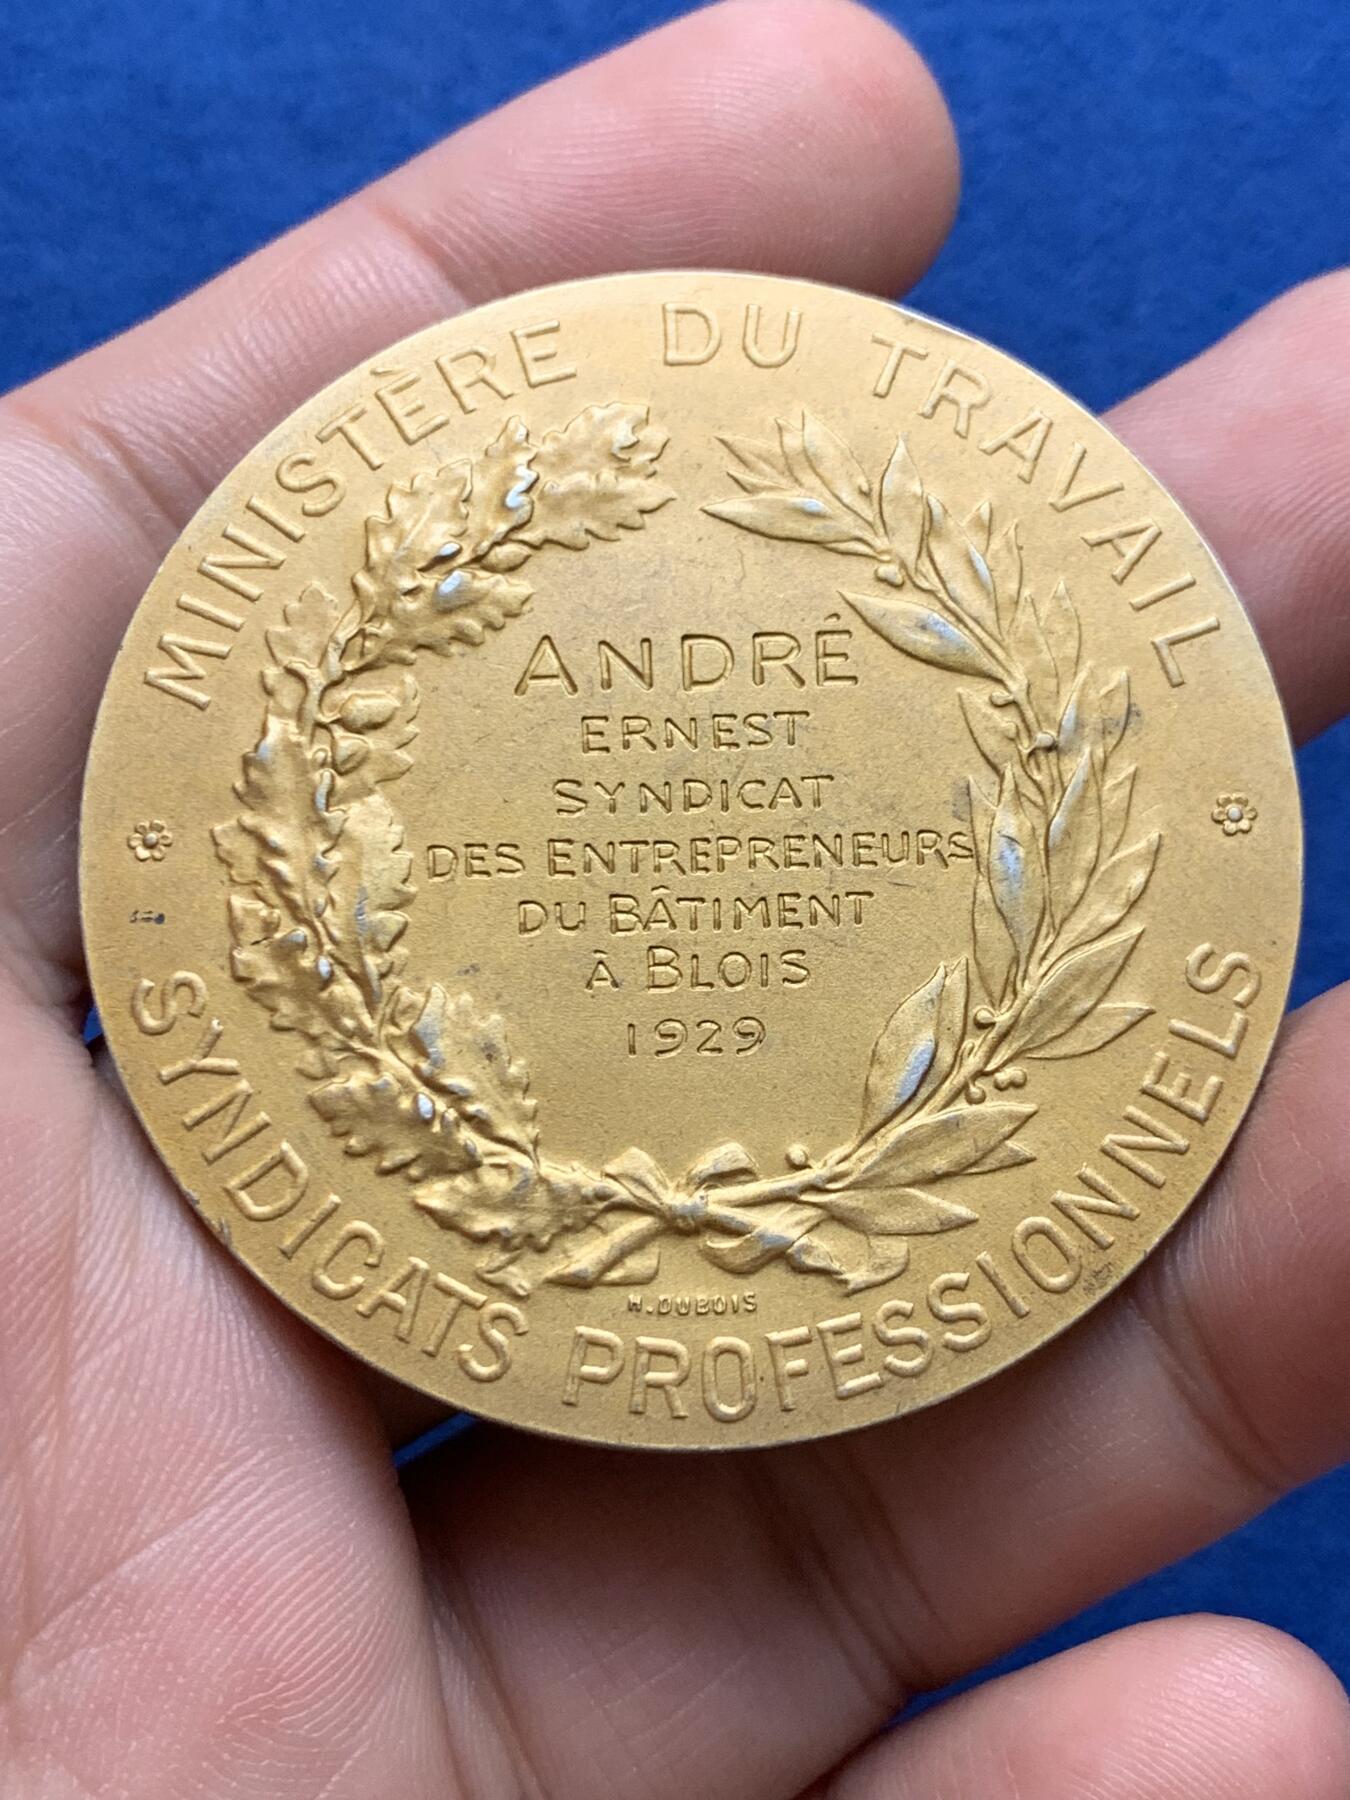 MINISTÈRE DU TRAVAIL
ANDRÉ
ERNEST
SYNDICAT
DES ENTREPRENEURS
DU BÂTIMENT
À BLOIS
1929
H.DUBOIS
SYNDICATS PROFESSIONNELS